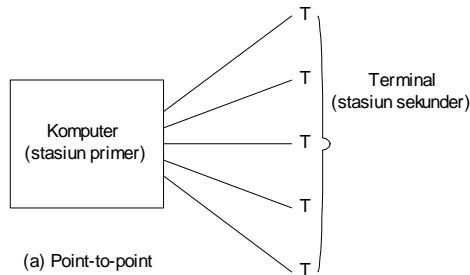 T
T
Terminal
(stasiun sekunder)
Komputer
(stasiun primer)
T
T
(a) Point-to-point
T